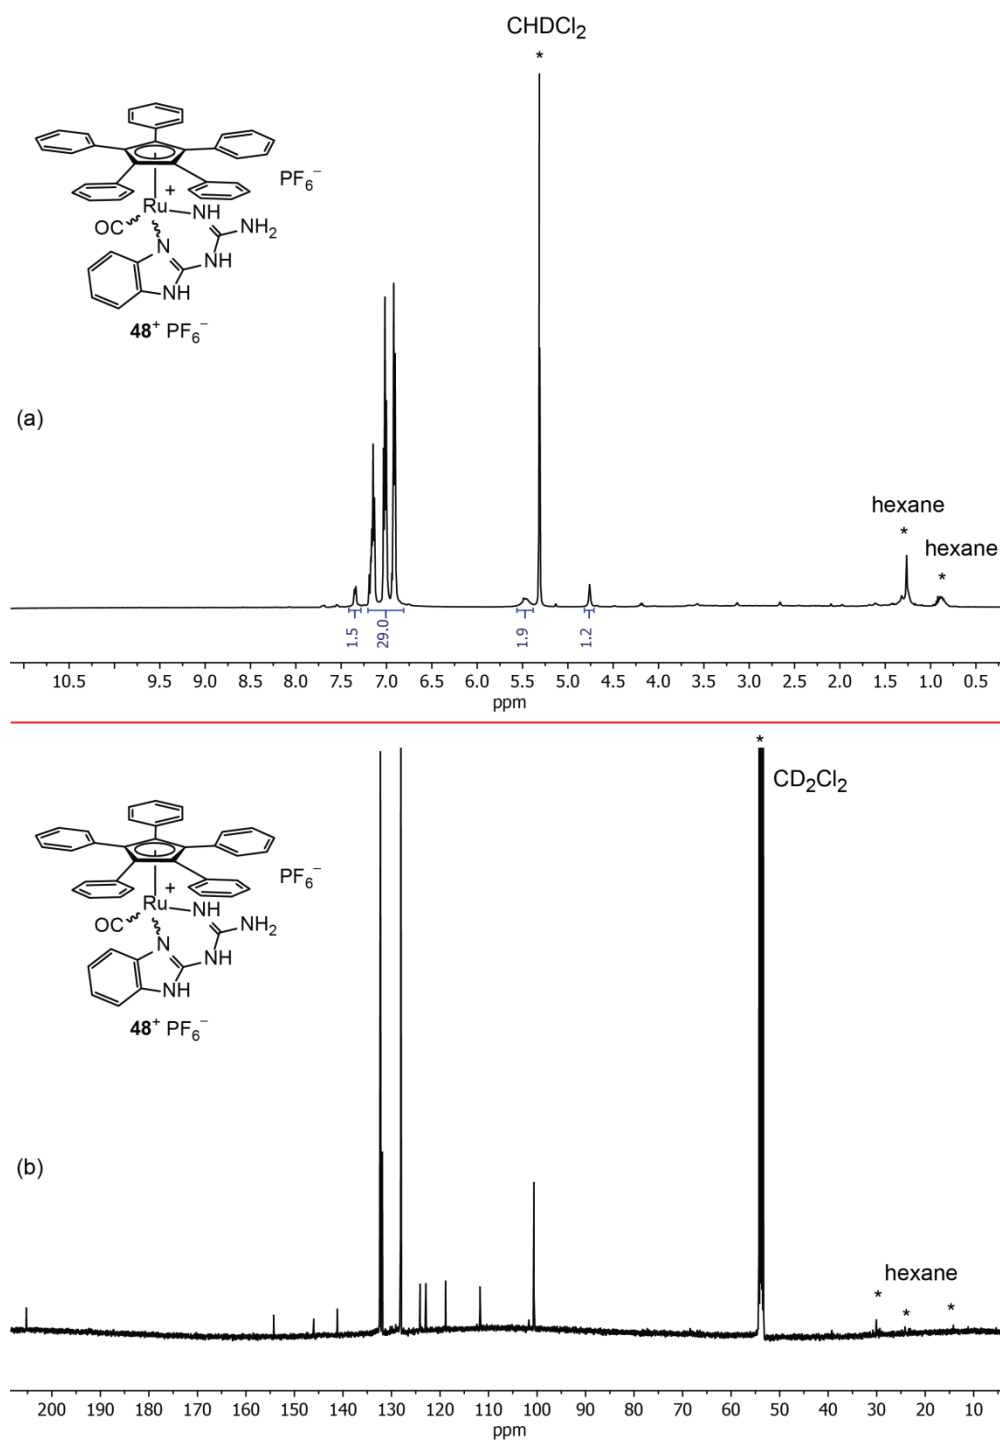 CHDCl2
*
PF6−
+
Ru
NH
OC
N
NH2
NH
NH
48+ PF6−
(a)
hexane
*
hexane
*
1.5
29.0
1.9
1.2
10.5 9.5 9.0 8.5 8.0 7.5 7.0 6.5 6.0 5.5 5.0 4.5 4.0 3.5 3.0 2.5 2.0 1.5 1.0 0.5
ppm
*
CD2Cl2
PF6−
+
Ru
NH
OC
N
NH2
NH
NH
48+ PF6−
(b)
hexane
* * *
200 190 180 170 160 150 140 130 120 110 100 90 80 70 60 50 40 30 20 10
ppm